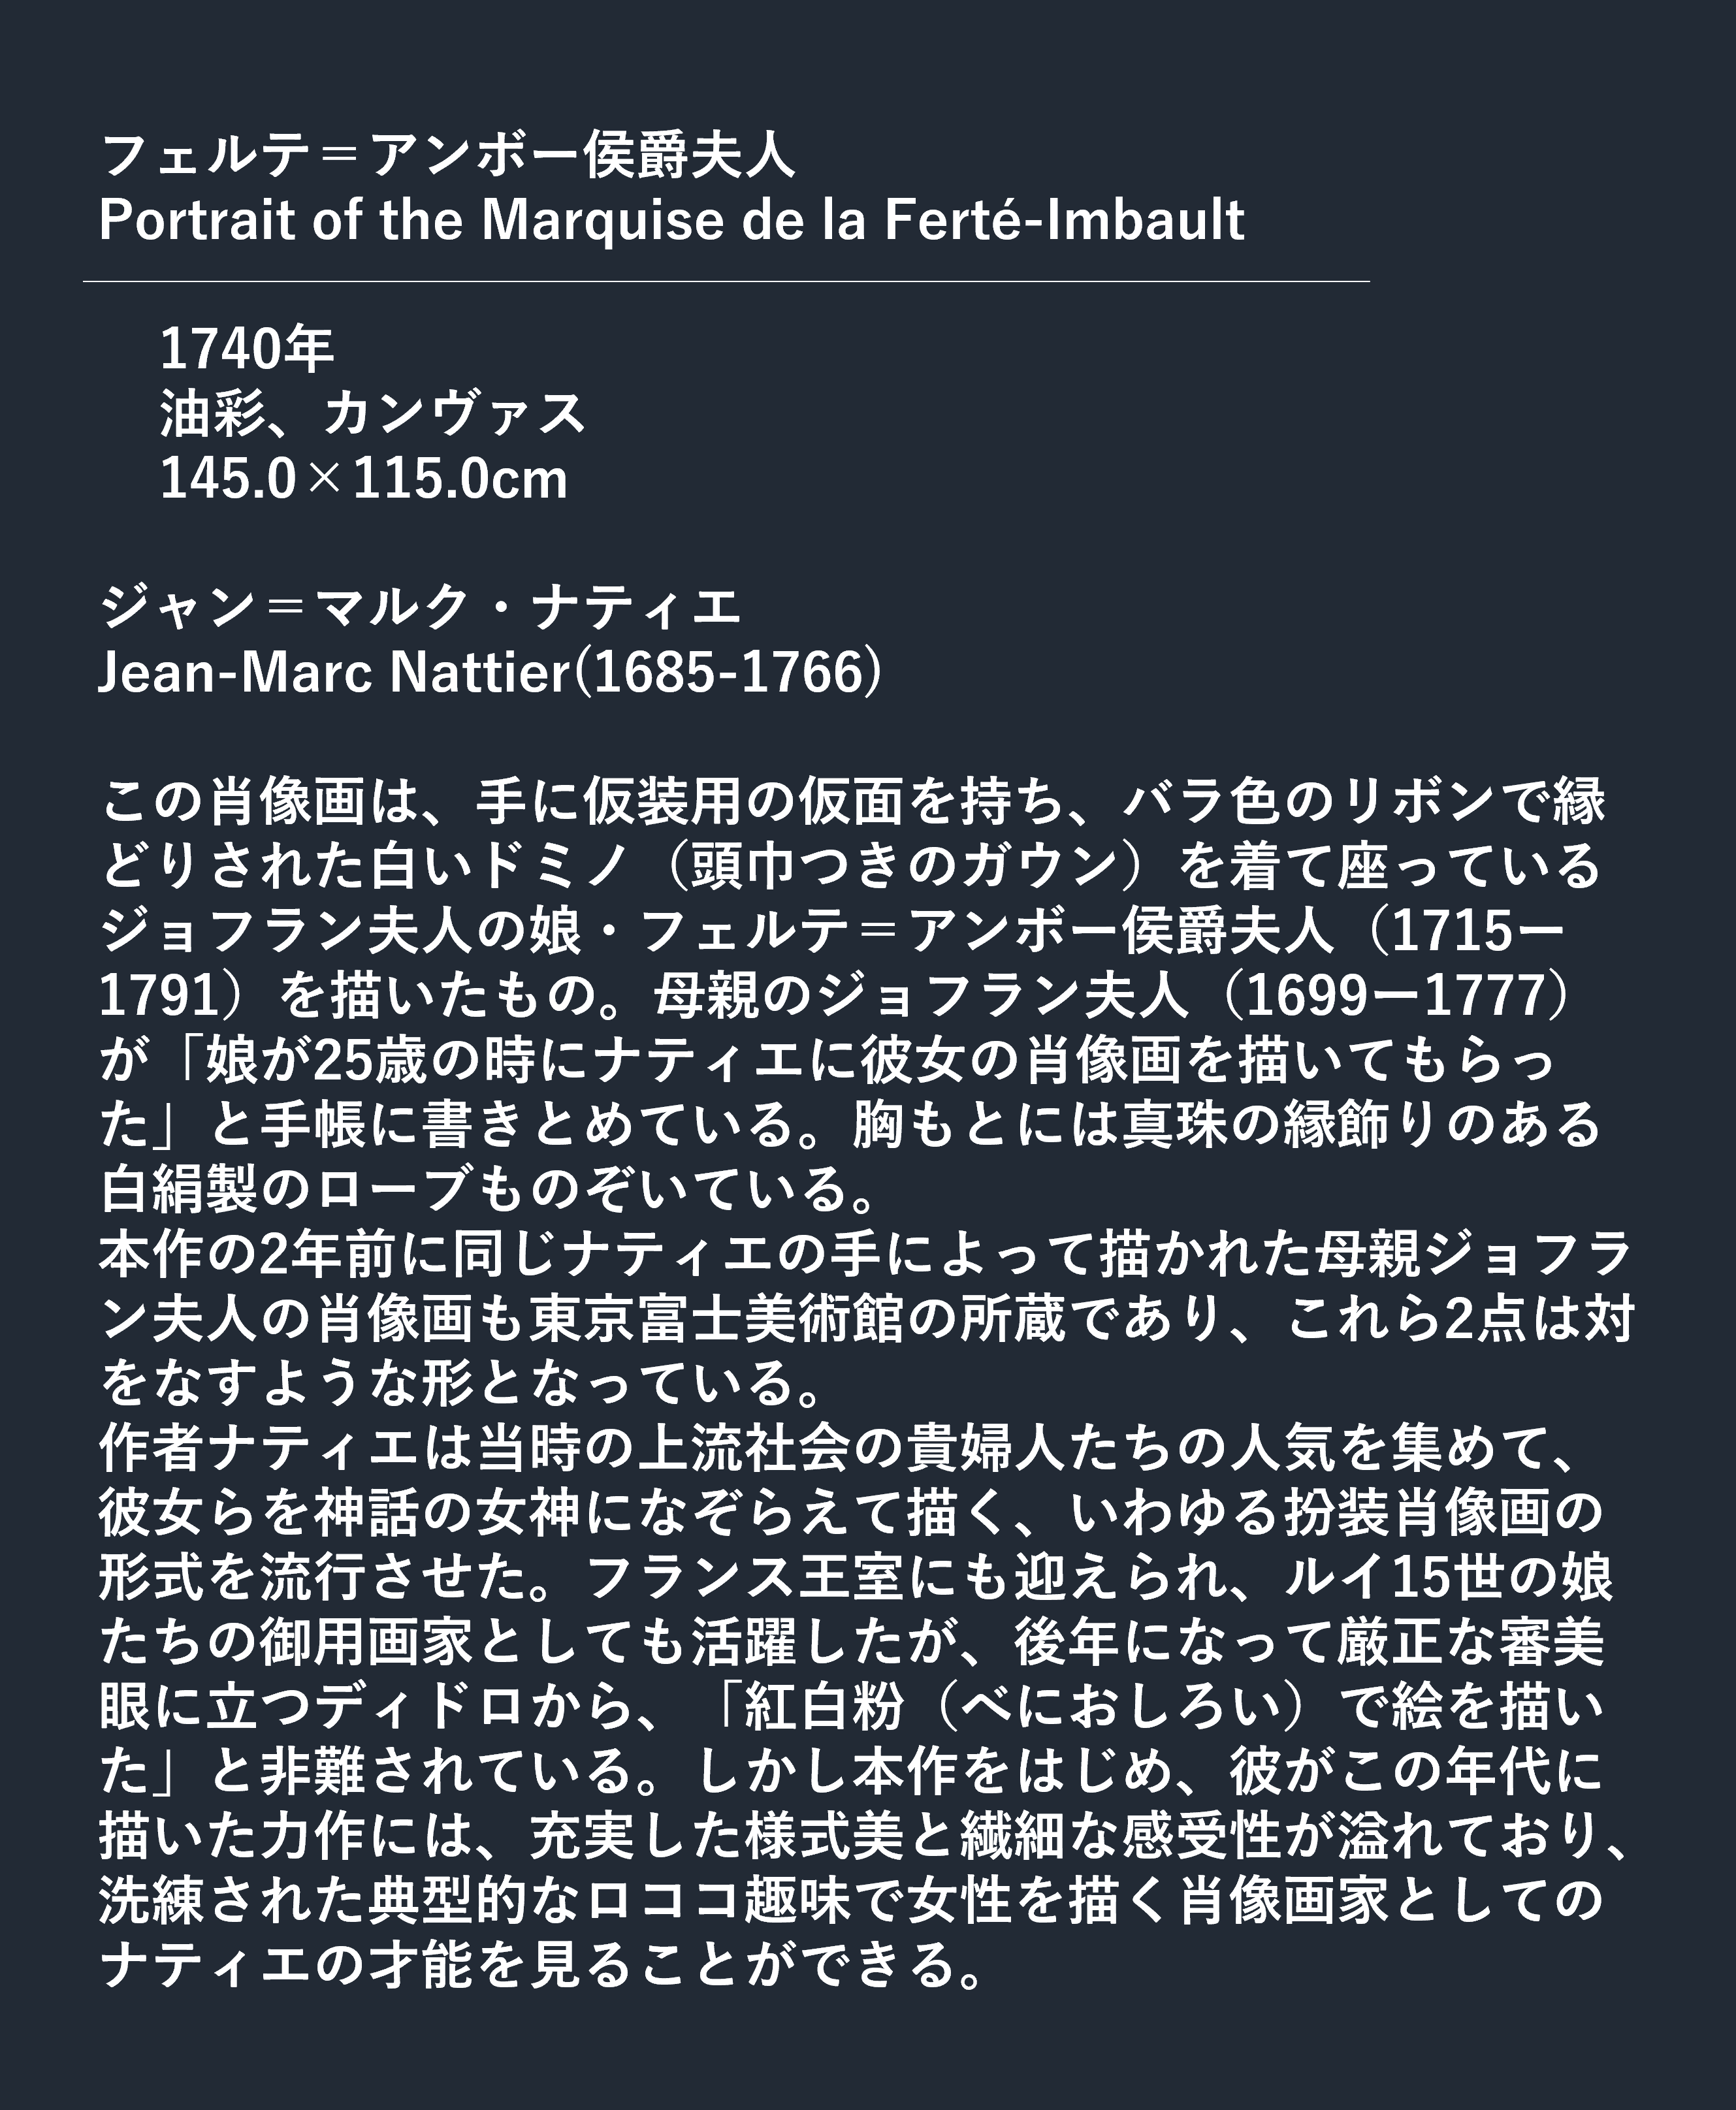 フェルテ＝アンボー侯爵夫人
Portrait of the Marquise de la Ferté-Imbault
1740年
油彩、カンヴァス
145.0×115.0cm
ジャン＝マルク・ナティエ
Jean-Marc Nattier(1685-1766)
この肖像画は、手に仮装用の仮面を持ち、バラ色のリボンで縁
どりされた白いドミノ（頭巾つきのガウン）を着て座っている
ジョフラン夫人の娘・フェルテ＝アンボー侯爵夫人（1715ー
1791）を描いたもの。母親のジョフラン夫人（1699ー1777）
が「娘が25歳の時にナティエに彼女の肖像画を描いてもらっ
た」と手帳に書きとめている。胸もとには真珠の縁飾りのある
白絹製のローブものぞいている。
本作の2年前に同じナティエの手によって描かれた母親ジョフラ
ン夫人の肖像画も東京富士美術館の所蔵であり、これら2点は対
をなすような形となっている。
作者ナティエは当時の上流社会の貴婦人たちの人気を集めて、
彼女らを神話の女神になぞらえて描く、いわゆる扮装肖像画の
形式を流行させた。フランス王室にも迎えられ、ルイ15世の娘
たちの御用画家としても活躍したが、後年になって厳正な審美
眼に立つディドロから、「紅白粉（べにおしろい）で絵を描い
た」と非難されている。しかし本作をはじめ、彼がこの年代に
描いた力作には、充実した様式美と繊細な感受性が溢れており、
洗練された典型的なロココ趣味で女性を描く肖像画家としての
ナティエの才能を見ることができる。